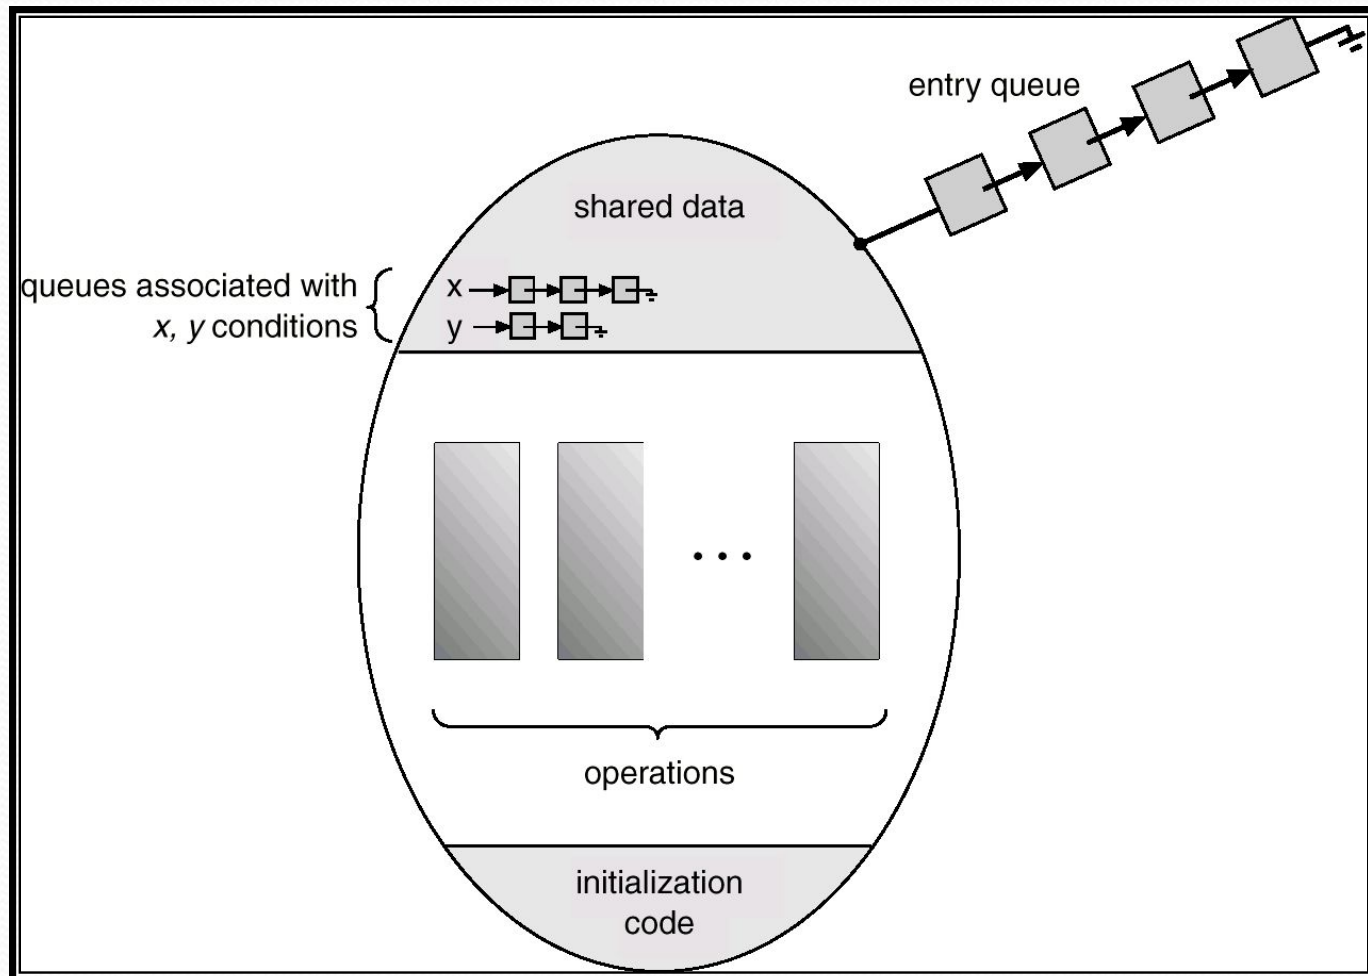 entry queue
shared data
queues associated with
x, y conditions
x
y
. . .
operations
initialization
code